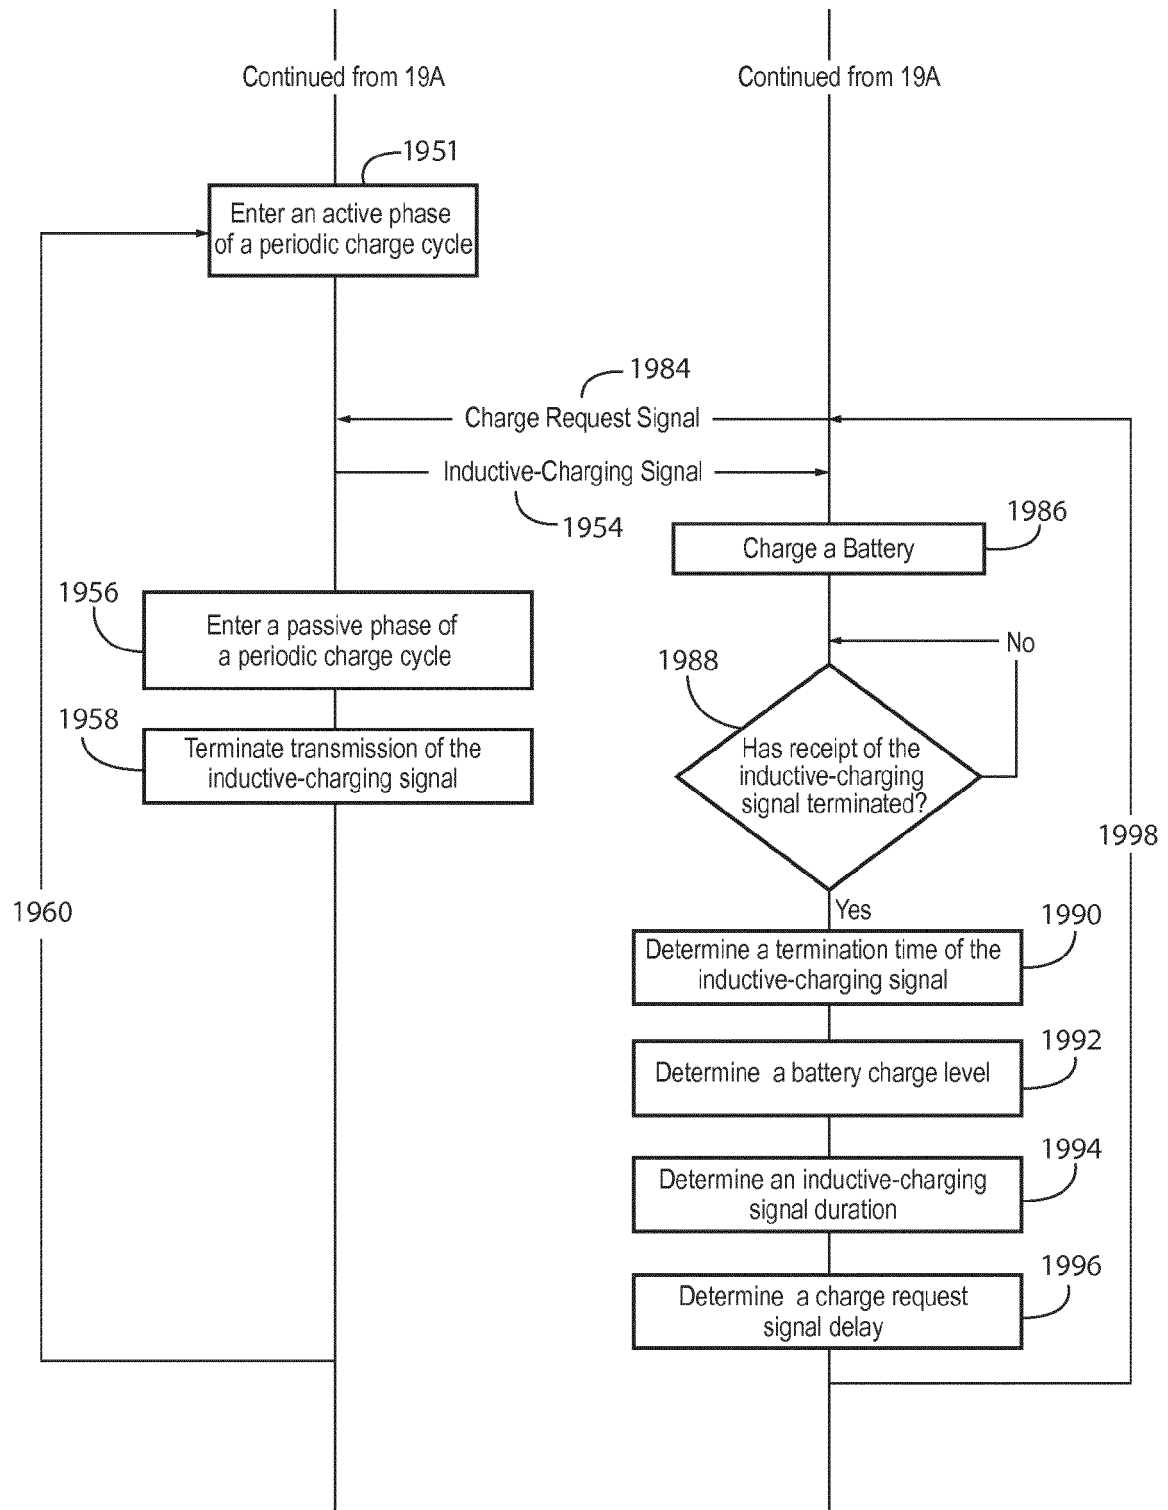 Continued from 19A
Continued from 19A
1951
Enter an active phase
of a periodic charge cycle
1984
Charge Request Signal
Inductive-Charging Signal
1954
1986
Charge a Battery
1956
Enter a passive phase of
a periodic charge cycle
No
1988
1958
Terminate transmission of the
inductive-charging signal
Has receipt of the
inductive-charging
signal terminated?
1998
1960
Yes
1990
Determine a termination time of the
inductive-charging signal
1992
Determine a battery charge level
1994
Determine an inductive-charging
signal duration
1996
Determine a charge request
signal delay